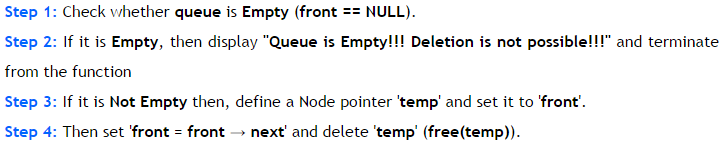 Step 1: Check whether queue is Empty (front == NULL).
Step 2: If it is Empty, then display "Queue is Empty!!! Deletion is not possible!!!" and terminate
from the function
Step 3: If it is Not Empty then, define a Node pointer 'temp' and set it to 'front'.
Step 4: Then set 'front = front → next' and delete 'temp' (free(temp)).